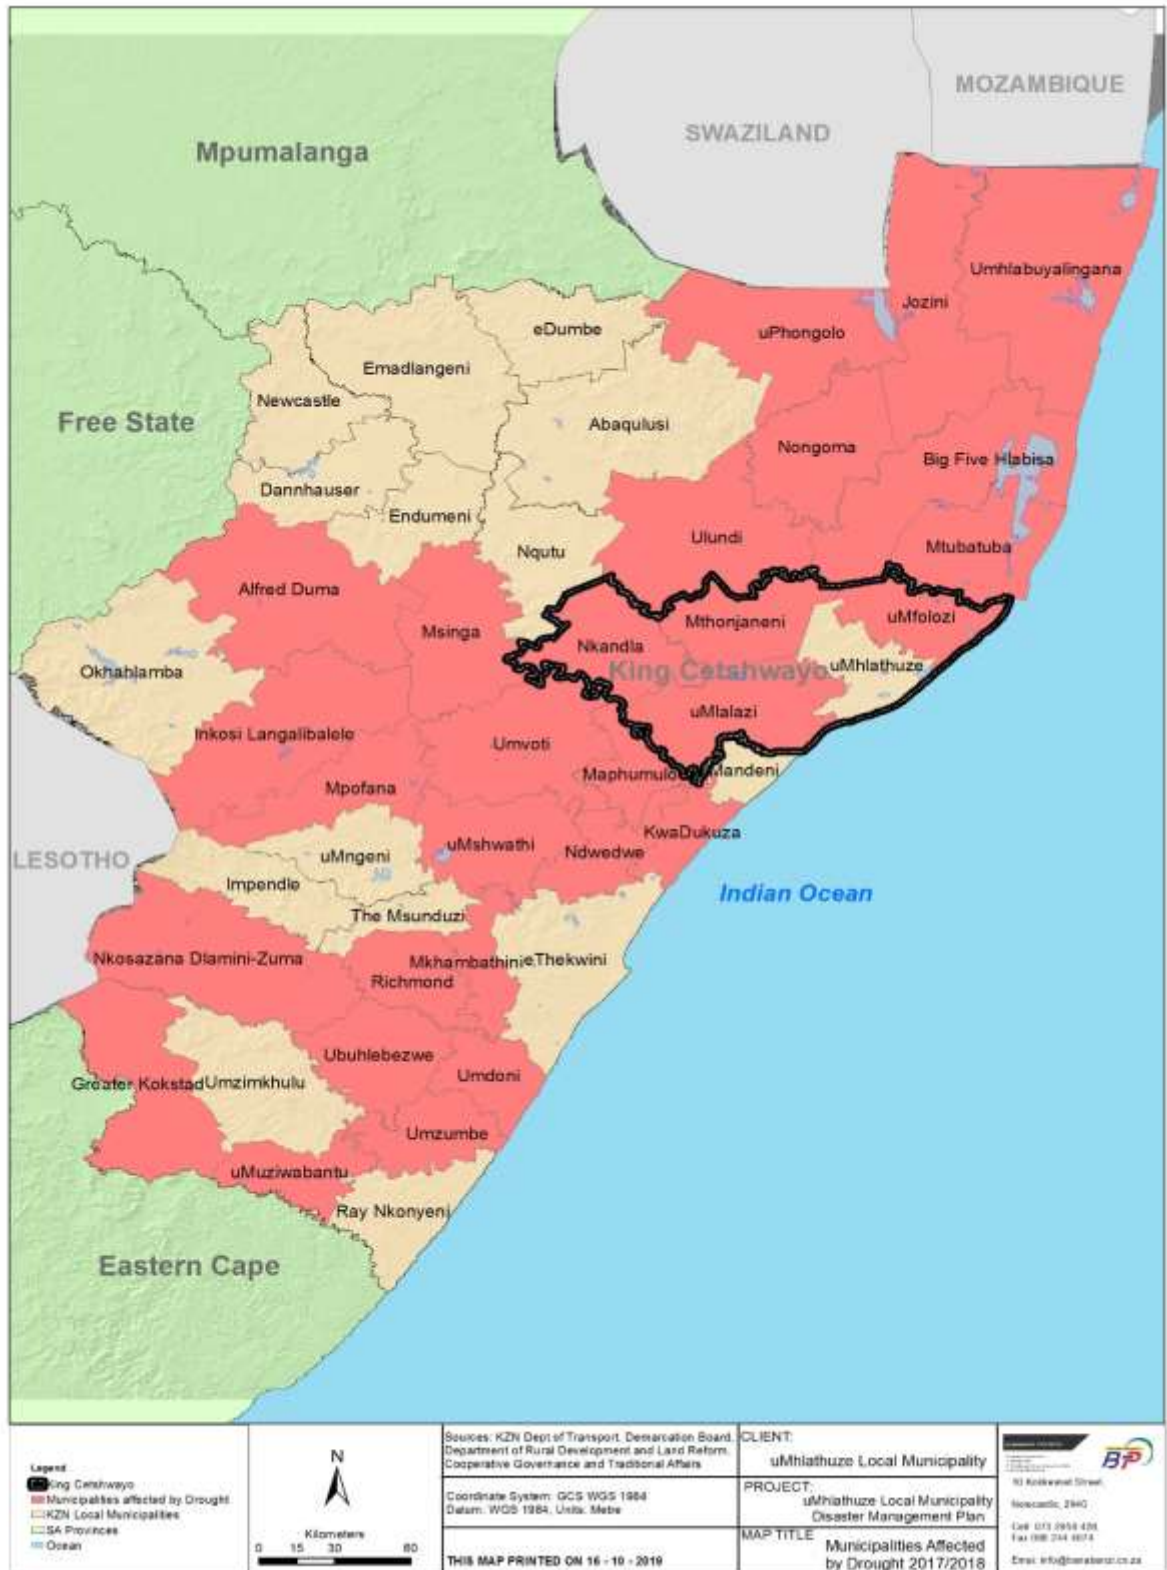 MOZAMBIQUE
SWAZILAND
Mpumalanga
Umhlabuyalingana
Jozini
eDumbe
uPhongolo
Emadlangeni
Newcastle
Free State
Abaqulusi
Nongoma
Big Five Hlabisa
Dannhauser
Endumeni
Ulundi
Mtubatuba
Nqutu
Alfred Duma
Msinga
Mthonjaneni
uMfolozi
Nkandla
Okhahlamba
King Cetshwayo
uMhlathuze
uMlalazi
Inkosi Langalibalele
Umvoti
Maphumulo
Mandeni
Mpofana
KwaDukuza
uMshwathi
Ndwedwe
LESOTHO
uMngeni
Impendle
Indian Ocean
The Msunduzi
Nkosazana Dlamini-Zuma
Mkhambathini
eThekwini
Richmond
Ubuhlebezwe
Umdoni
Greater Kokstad
Umzimkhulu
Umzumbe
uMuziwabantu
Ray Nkonyeni
Eastern Cape
Legend
King Cetshwayo
Municipalities affected by Drought
KZN Local Municipalities
SA Provinces
Ocean
N
Kilometers
0 15 30 60
Sources: KZN Dept of Transport, Demarcation Board,
Department of Rural Development and Land Reform,
Cooperative Governance and Traditional Affairs
Coordinate System: GCS WGS 1984
Datum: WGS 1984, Units: Metre
THIS MAP PRINTED ON 16 - 10 - 2019
CLIENT:
uMhlathuze Local Municipality
PROJECT:
uMhlathuze Local Municipality
Disaster Management Plan
MAP TITLE
Municipalities Affected
by Drought 2017/2018
Newcastle, 2940